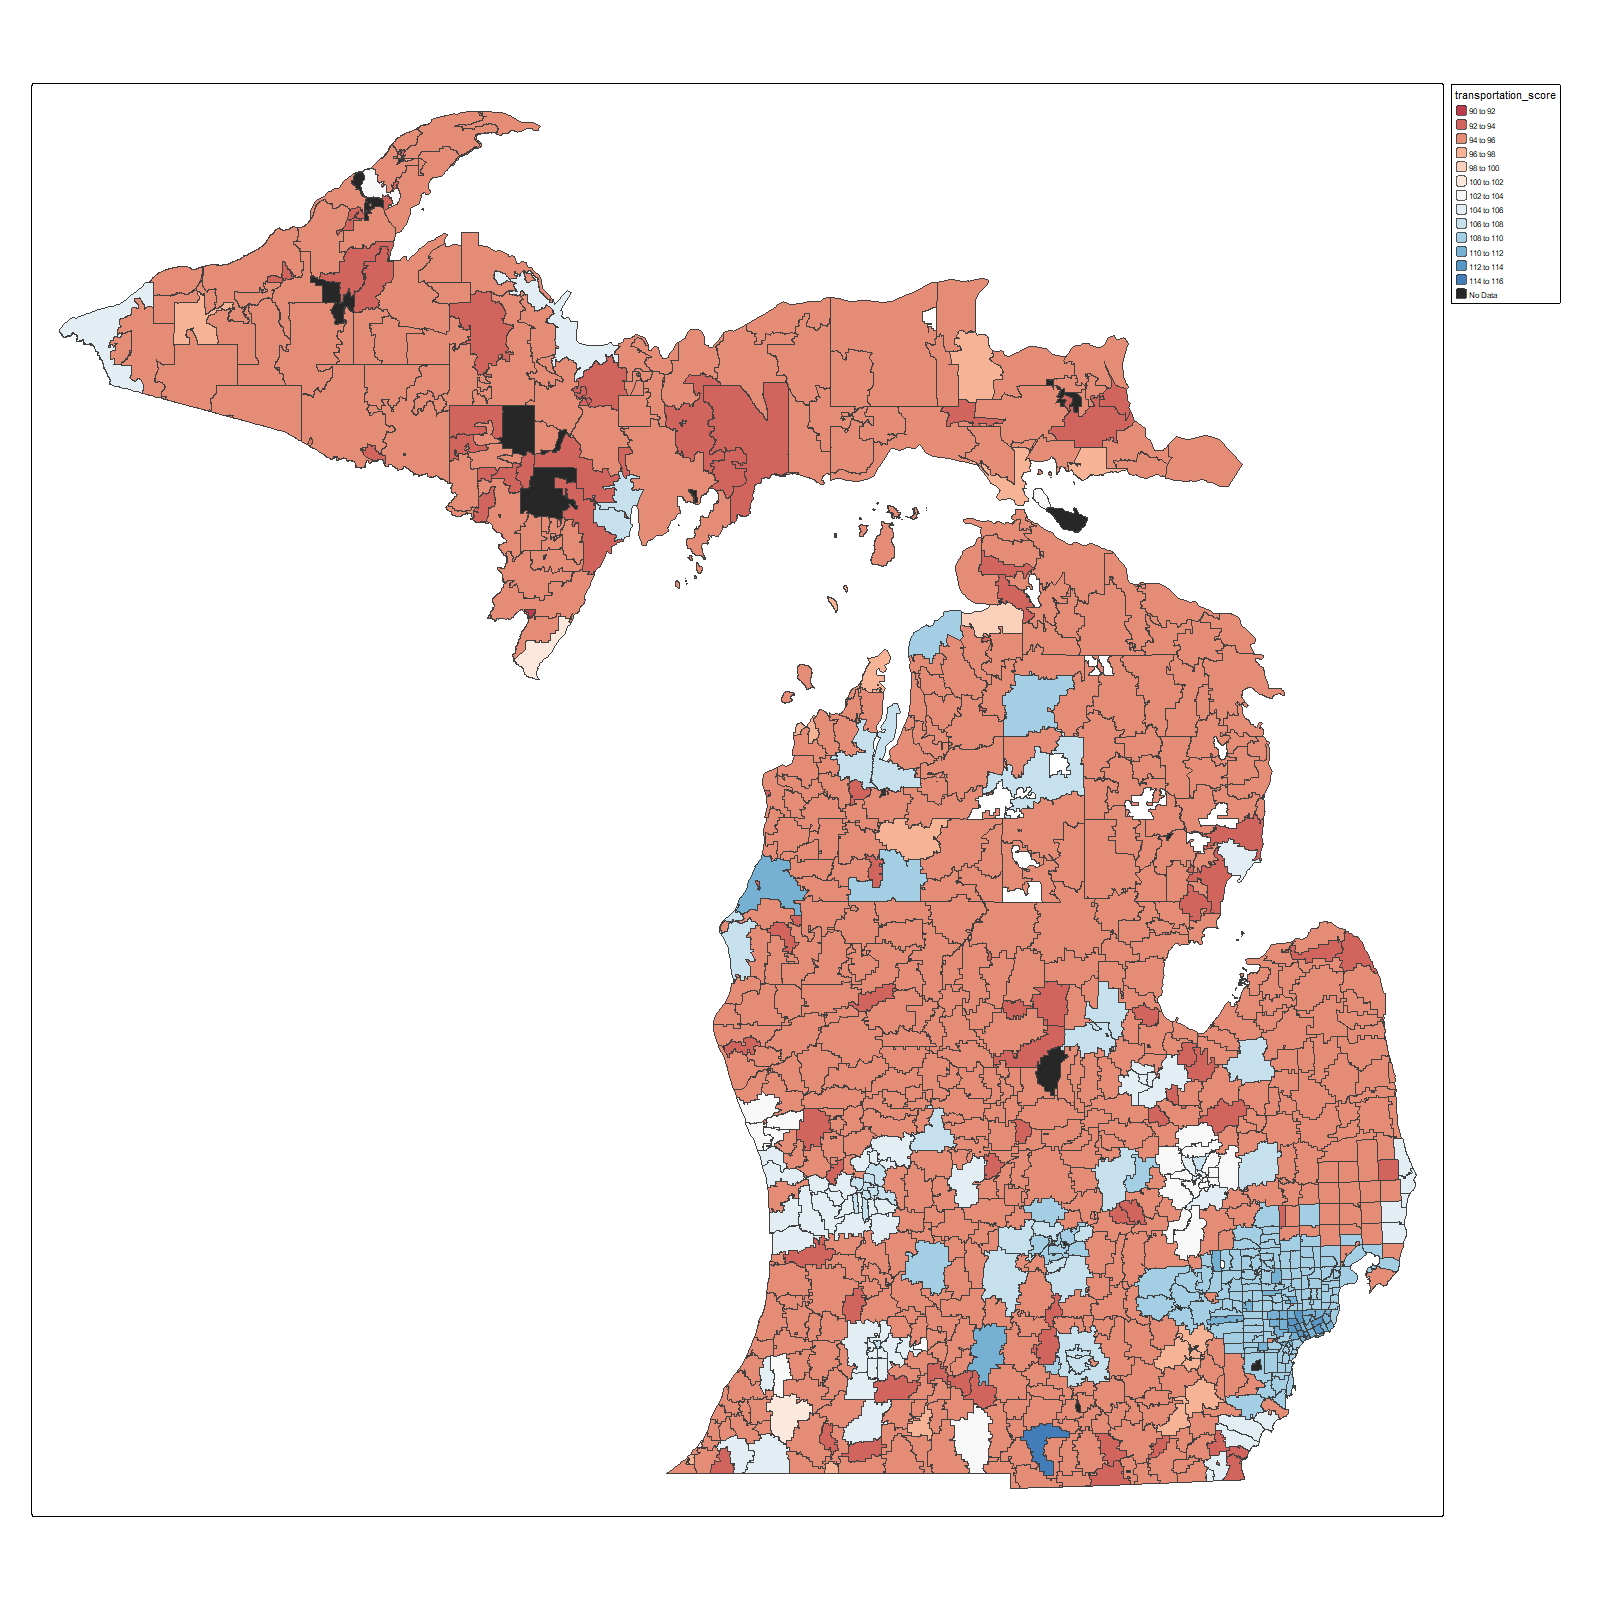 transportation_score
90 to 92
92 to 94
94 to 96
96 to 98
98 to 100
100 to 102
102 to 104
104 to 106
106 to 108
108 to 110
110 to 112
112 to 114
114 to 116
No Data